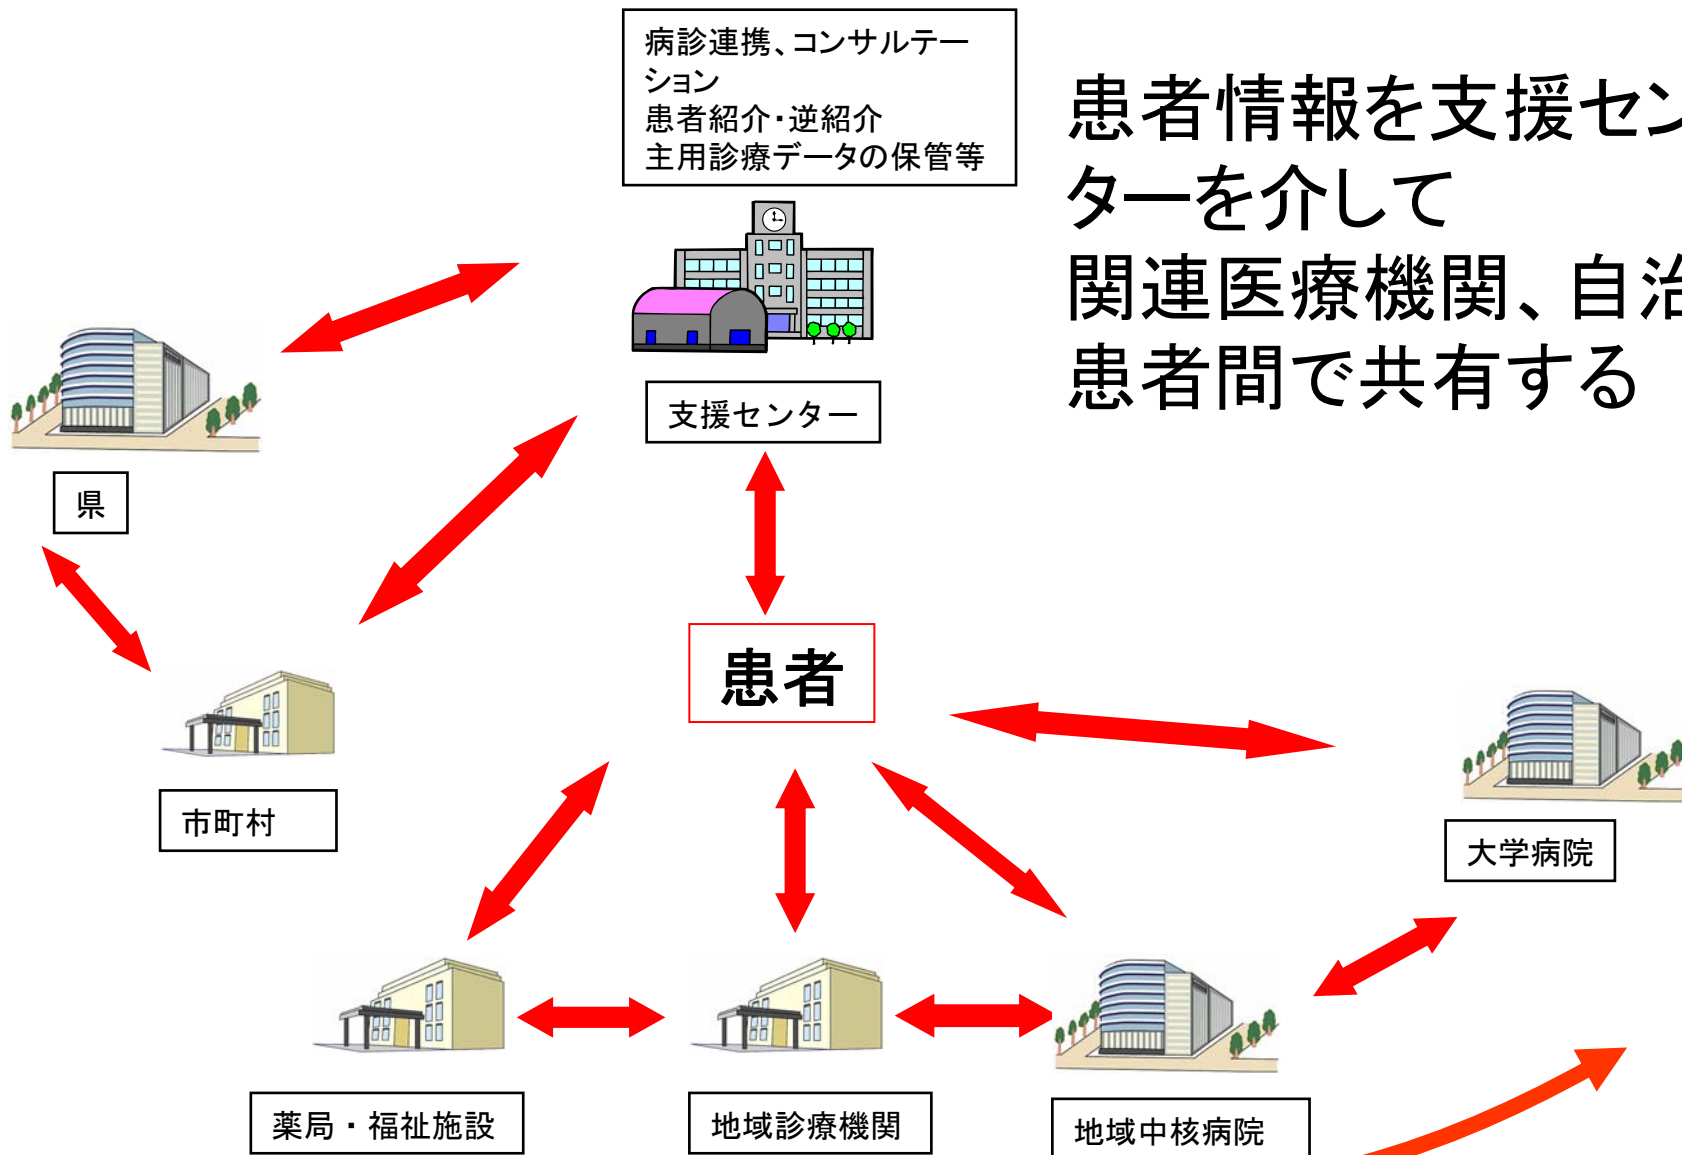 病診連携、コンサルテー
ション
患者紹介・逆紹介
主用診療データの保管等
患者情報を支援セン
ターを介して
関連医療機関、自治
患者間で共有する
支援センター
県
患者
市町村
大学病院
薬局・福祉施設
地域診療機関
地域中核病院